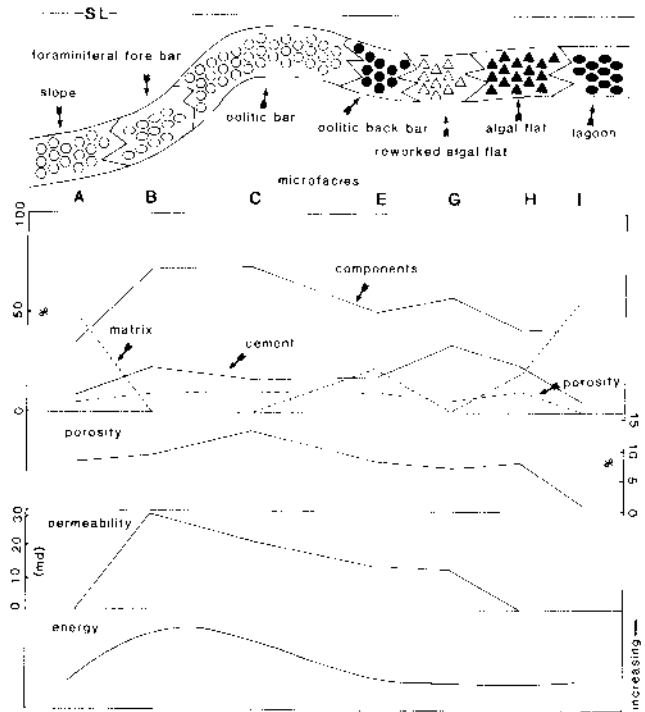 SL
foraminiferal fore bar
slope
oolitic bar
oolitic back bar
algal flat
reworked algal flat
lagoon
microfacies
A B C E G H I
100
components
50
%
matrix
cement
porosity
0
15
porosity
10
%
5
0
30
permeability
20
(md)
10
0
energy
increasing